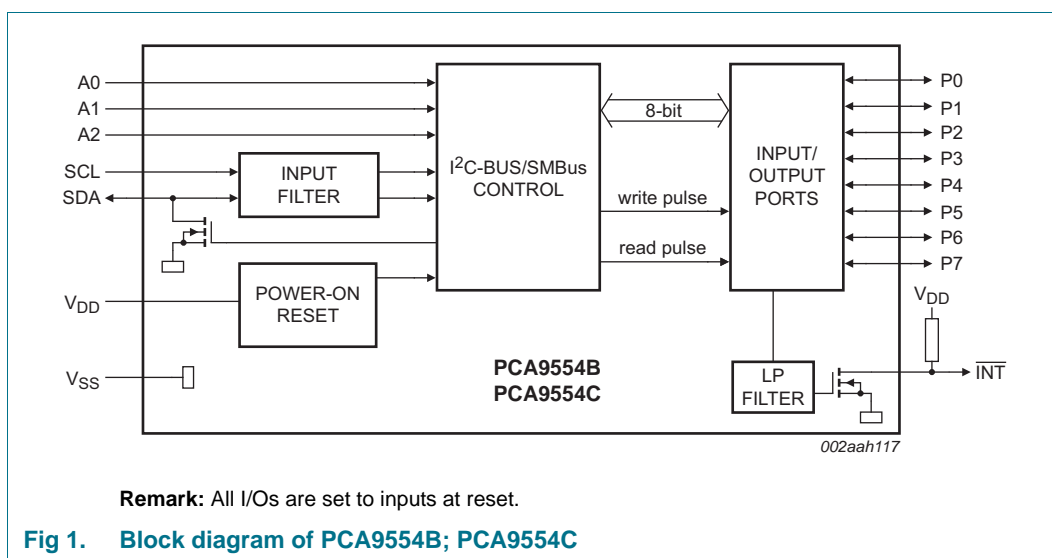 A0
A1
A2
SCL
SDA
VDD
VSS
INPUT
FILTER
POWER-ON
RESET
I2C-BUS/SMBus
CONTROL
8-bit
write pulse
read pulse
INPUT/
OUTPUT
PORTS
P0
P1
P2
P3
P4
P5
P6
P7
VDD
INT
LP
FILTER
PCA9554B
PCA9554C
002aah117
Remark: All I/Os are set to inputs at reset.
Fig 1. Block diagram of PCA9554B; PCA9554C